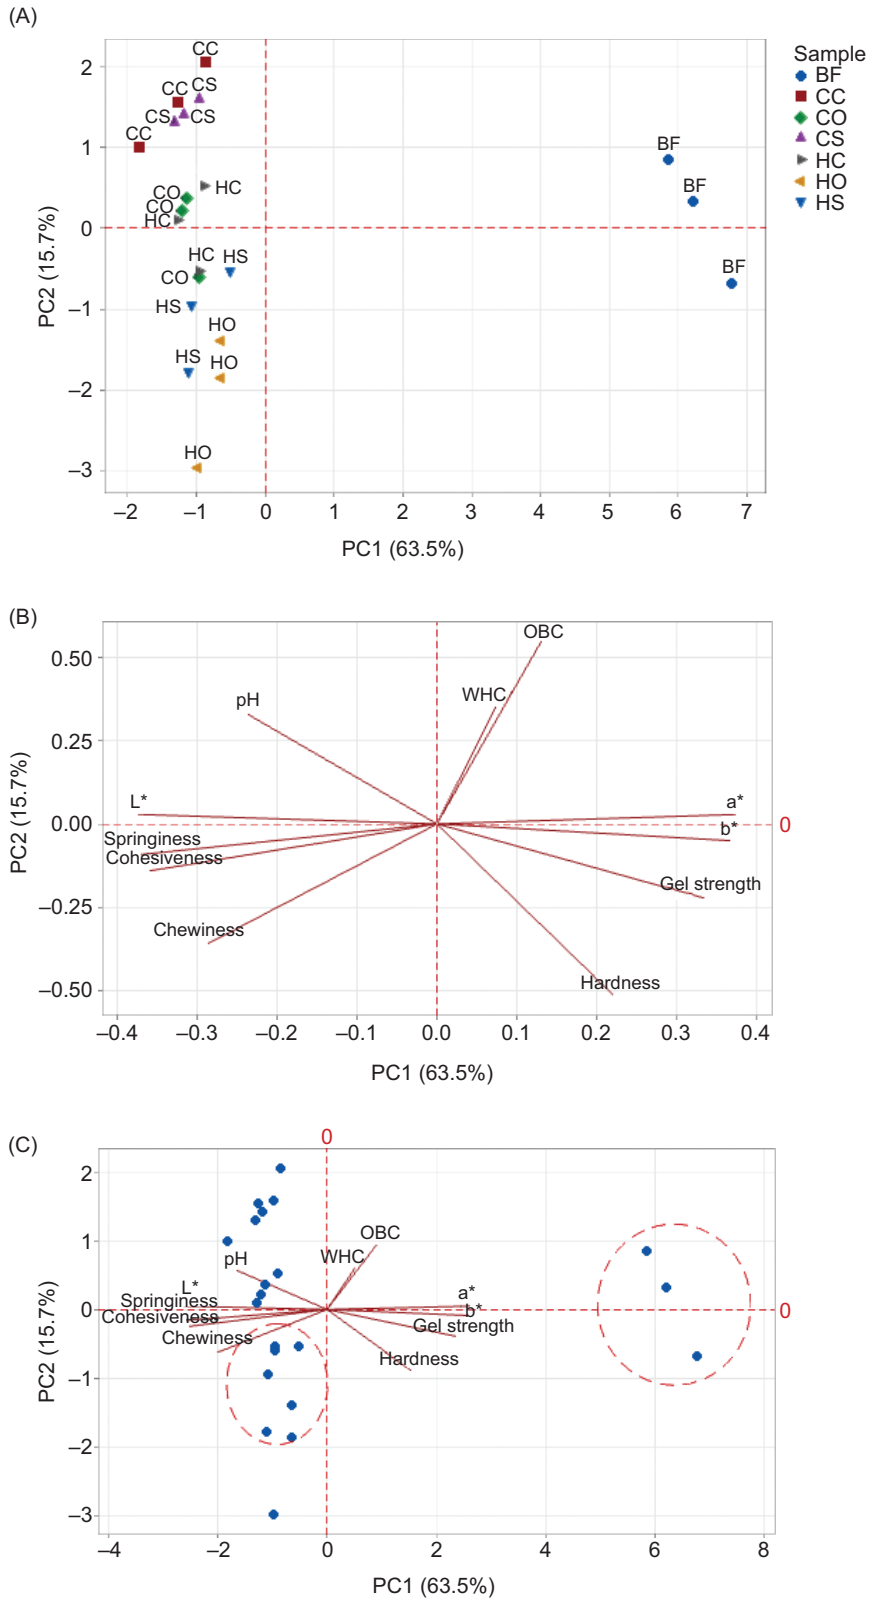 (A)
CC
CC
CS
CS
CS
CC
CO
HC
CO
HC
HC
HS
CO
HS
HO
HS
HO
HO
BF
BF
BF
2
1
0
–1
–2
–3
PC2 (15.7%)
–2
–1
0
1
2
3
4
5
6
7
PC1 (63.5%)
Sample
BF
CC
CO
CS
HC
HO
HS
(B)
OBC
WHC
pH
L*
a*
b*
Springiness
Cohesiveness
Gel strength
Chewiness
Hardness
0
0.50
0.25
0.00
–0.25
–0.50
PC2 (15.7%)
–0.4
–0.3
–0.2
–0.1
0.0
0.1
0.2
0.3
0.4
PC1 (63.5%)
(C)
0
OBC
WHC
pH
L*
a*
b*
Springiness
Cohesiveness
Gel strength
Chewiness
Hardness
0
2
1
0
–1
–2
–3
PC2 (15.7%)
–4
–2
0
2
4
6
8
PC1 (63.5%)